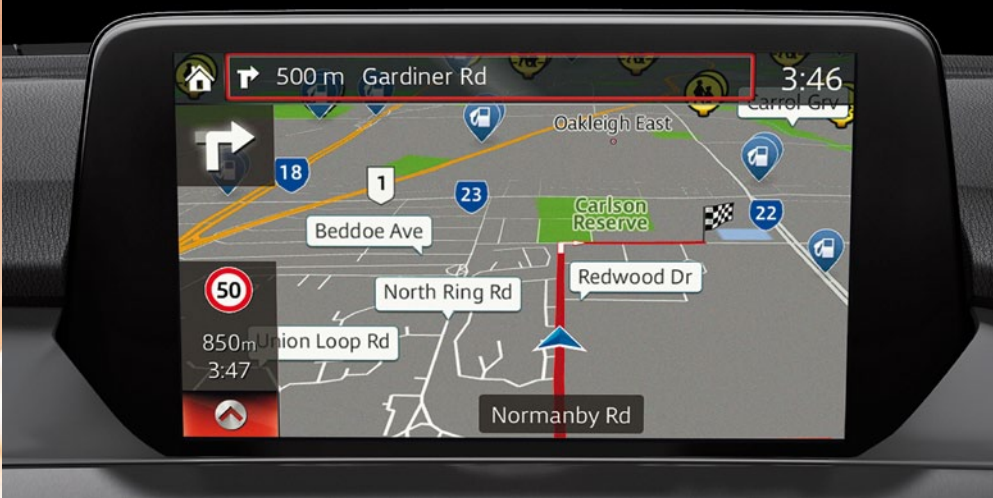 500 m Gardiner Rd
3:46
Carrol Grv
Oakleigh East
18
1
23
Carlson
Reserve
22
Beddoe Ave
50
North Ring Rd
Redwood Dr
850m
Union Loop Rd
3:47
Normanby Rd